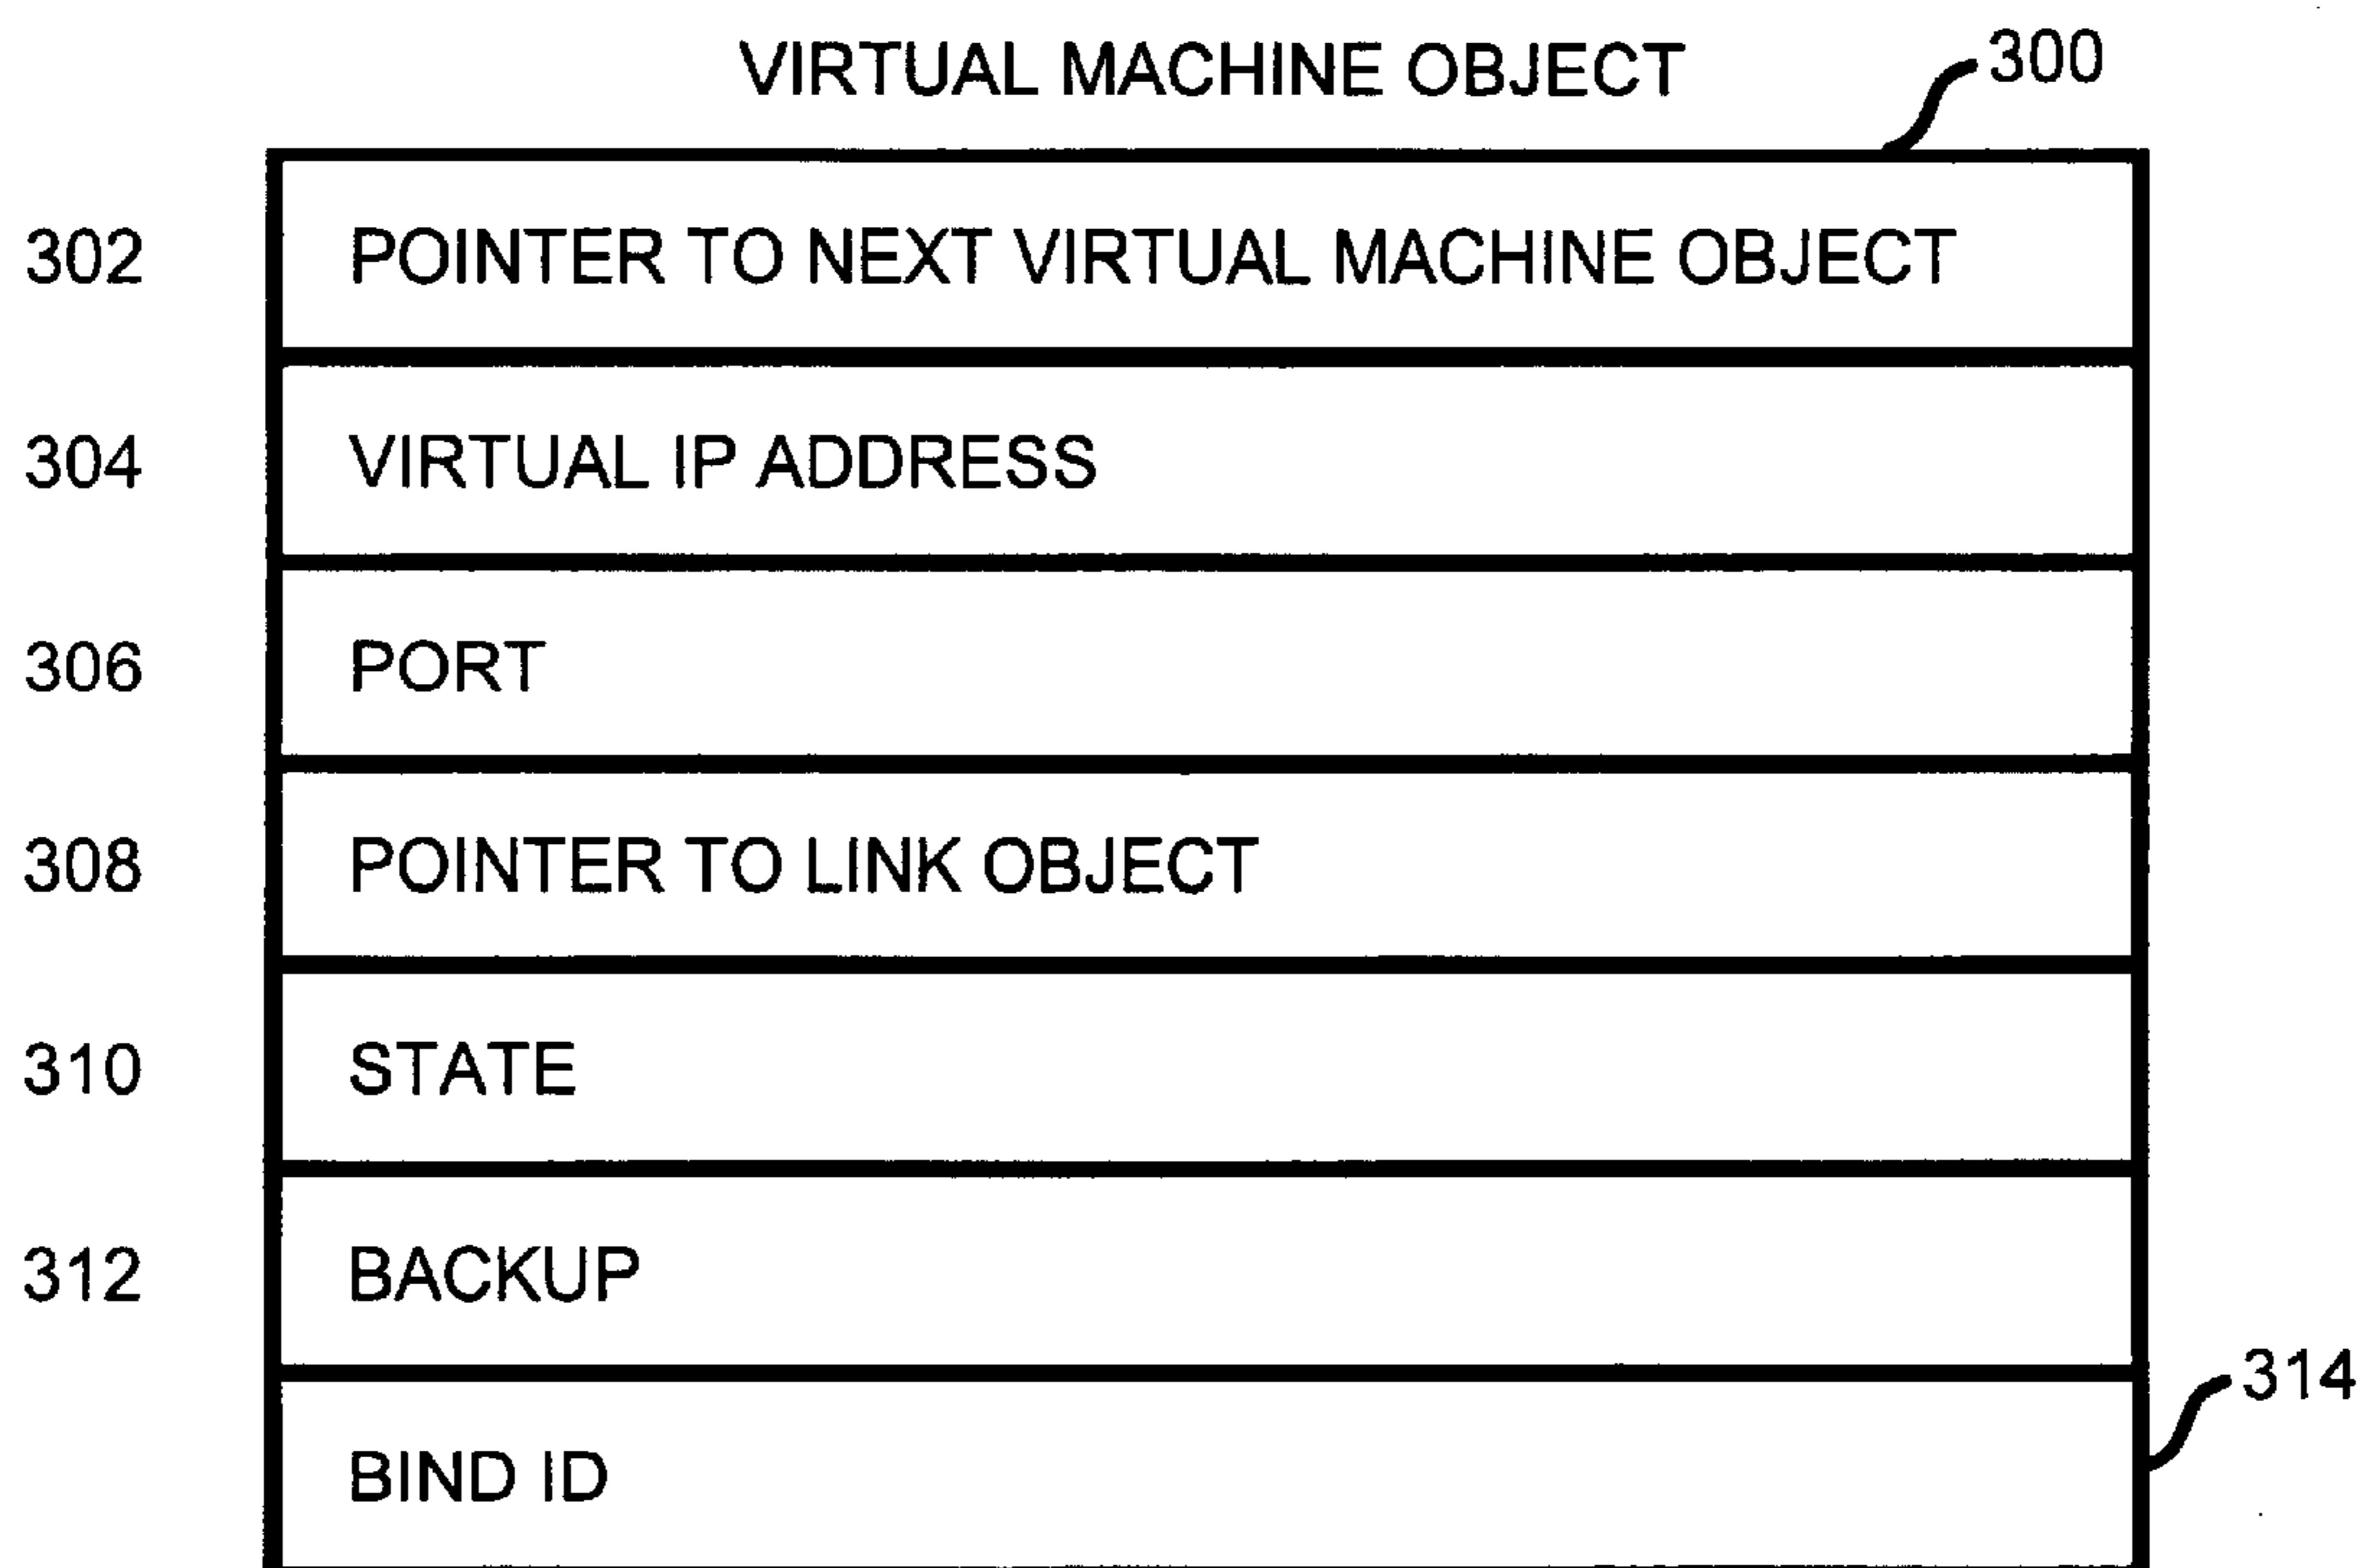 VIRTUAL MACHINE OBJECT 300
302 POINTER TO NEXT VIRTUAL MACHINE OBJECT
304 VIRTUAL IP ADDRESS
306 PORT
308 POINTER TO LINK OBJECT
310 STATE
312 BACKUP
314
BIND ID